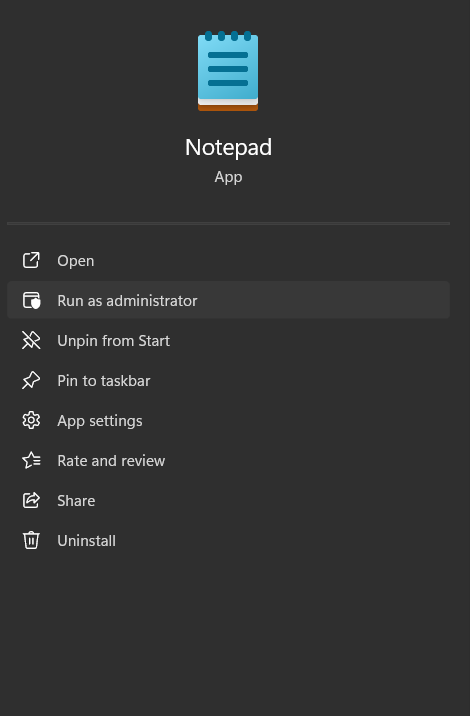 Notepad
App
Open
Run as administrator
Unpin from Start
Pin to taskbar
App settings
Rate and review
Share
Uninstall